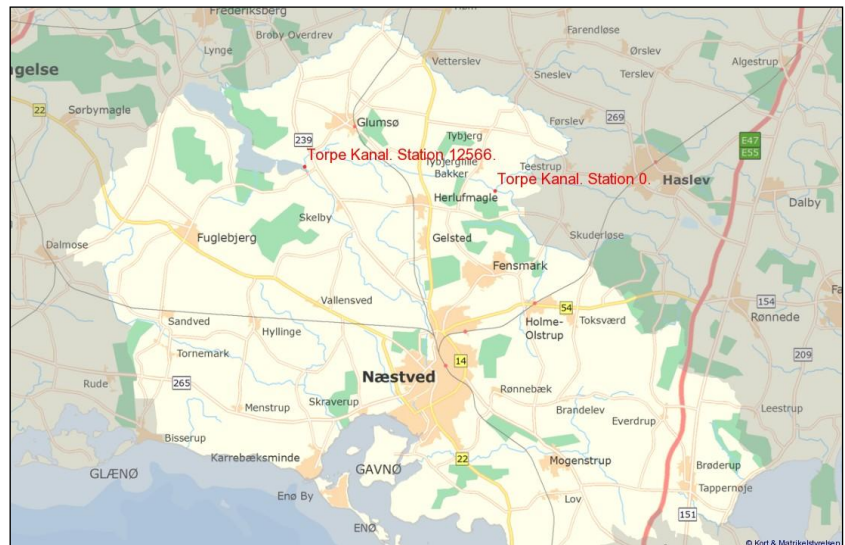 Frederiksberg
Broby Overdrev
Farendløse
Lynge
Ørslev
Algestrup
Vetterslev
Sneslev
Terslev
22
Sørbymagle
Glumsø
Førslev
269
239
Tybjerg
E47
E55
Torpe Kanal. Station 12566.
Tybjerglille
Bakker
Teestrup
Torpe Kanal. Station 0.
Haslev
Herlufmagle
Dalby
Skelby
Fuglebjerg
Gelsted
Skuderløse
Dalmose
Fensmark
Vallensved
154
54
Sandved
Hyllinge
Holme-
Olstrup
Toksværd
Rønnede
Tornemark
14
209
Næstved
Rude
265
Rønnebæk
Menstrup
Skraverup
Brandelev
Everdrup
Leestrup
Bisserup
Karrebæksminde
22
GLÆNØ
GAVNØ
Mogenstrup
Brøderup
Tappernøje
Enø By
Lov
151
ENØ
© Kort & Matrikelstyrelsen